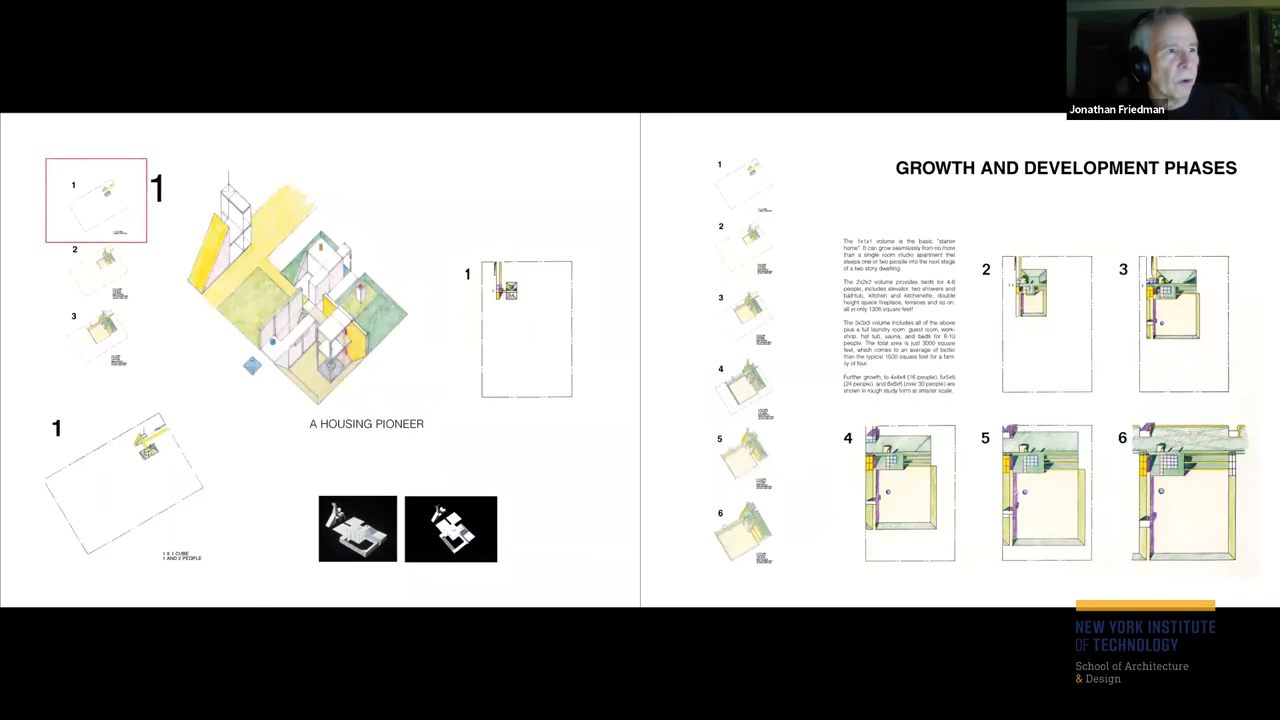 Jonathan Friedman
1
1
2
3
1
A HOUSING PIONEER
1
1 X 1 CUBE
1 AND 2 PEOPLE
GROWTH AND DEVELOPMENT PHASES
1
2
3
4
5
6
The 1x1x1 volume is the basic "starter
home". It can grow seamlessly from no more
than a single room studio apartment that
sleeps one or two people into the next stage
of a two story dwelling.
The 2x2x2 volume provides beds for 4-6
people, includes elevator, two showers and
bathtub, kitchen and kitchenette, double
height space fireplace, terraces and so on,
all in only 1336 square feet!
The 3x3x3 volume includes all of the above
plus a full laundry room, guest room, work-
shop, hot tub, sauna, and beds for 8-10
people. The total area is just 3000 square
feet, which comes to an average of better
than the typical 1500 square feet for a fami-
ly of four.
Further growth, to 4x4x4 (16 people), 5x5x5
(24 people), and 6x6x6 (over 30 people) are
shown in rough study form at smaller scale.
2
3
4
5
6
NEW YORK INSTITUTE
OF TECHNOLOGY
School of Architecture
& Design